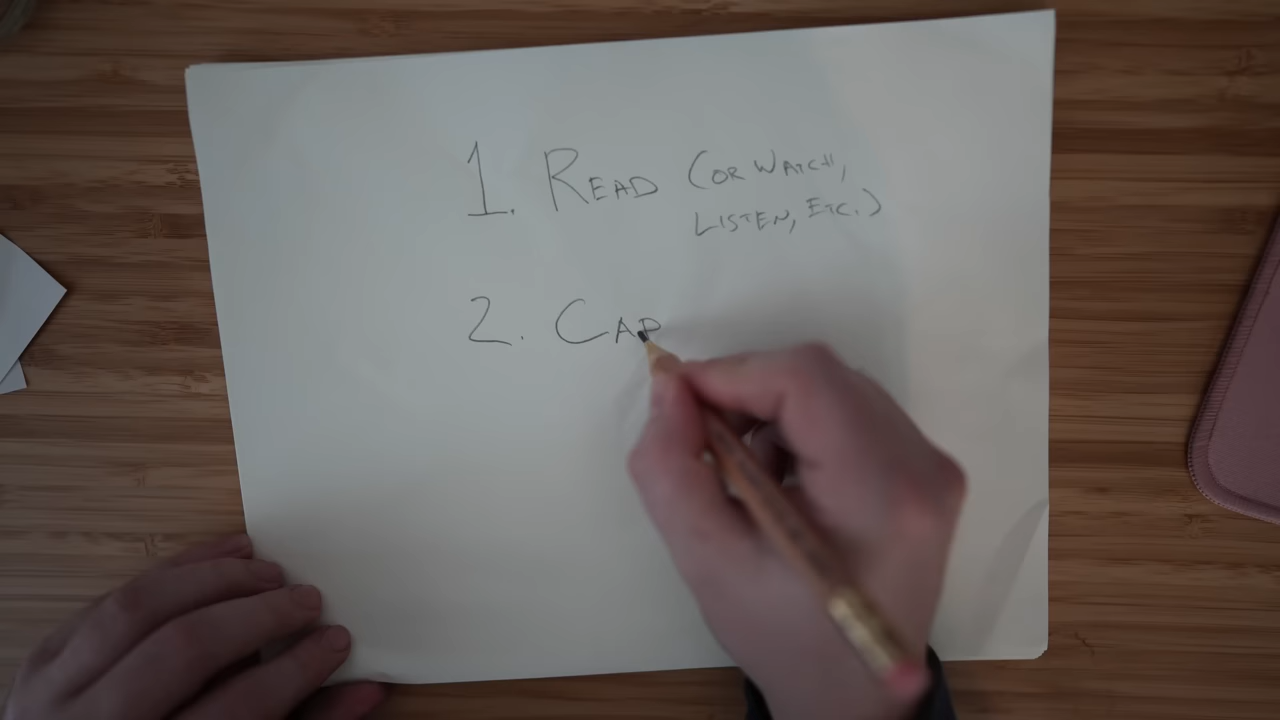 1. READ (OR WATCH,
LISTEN, ETC.)
2. CAP